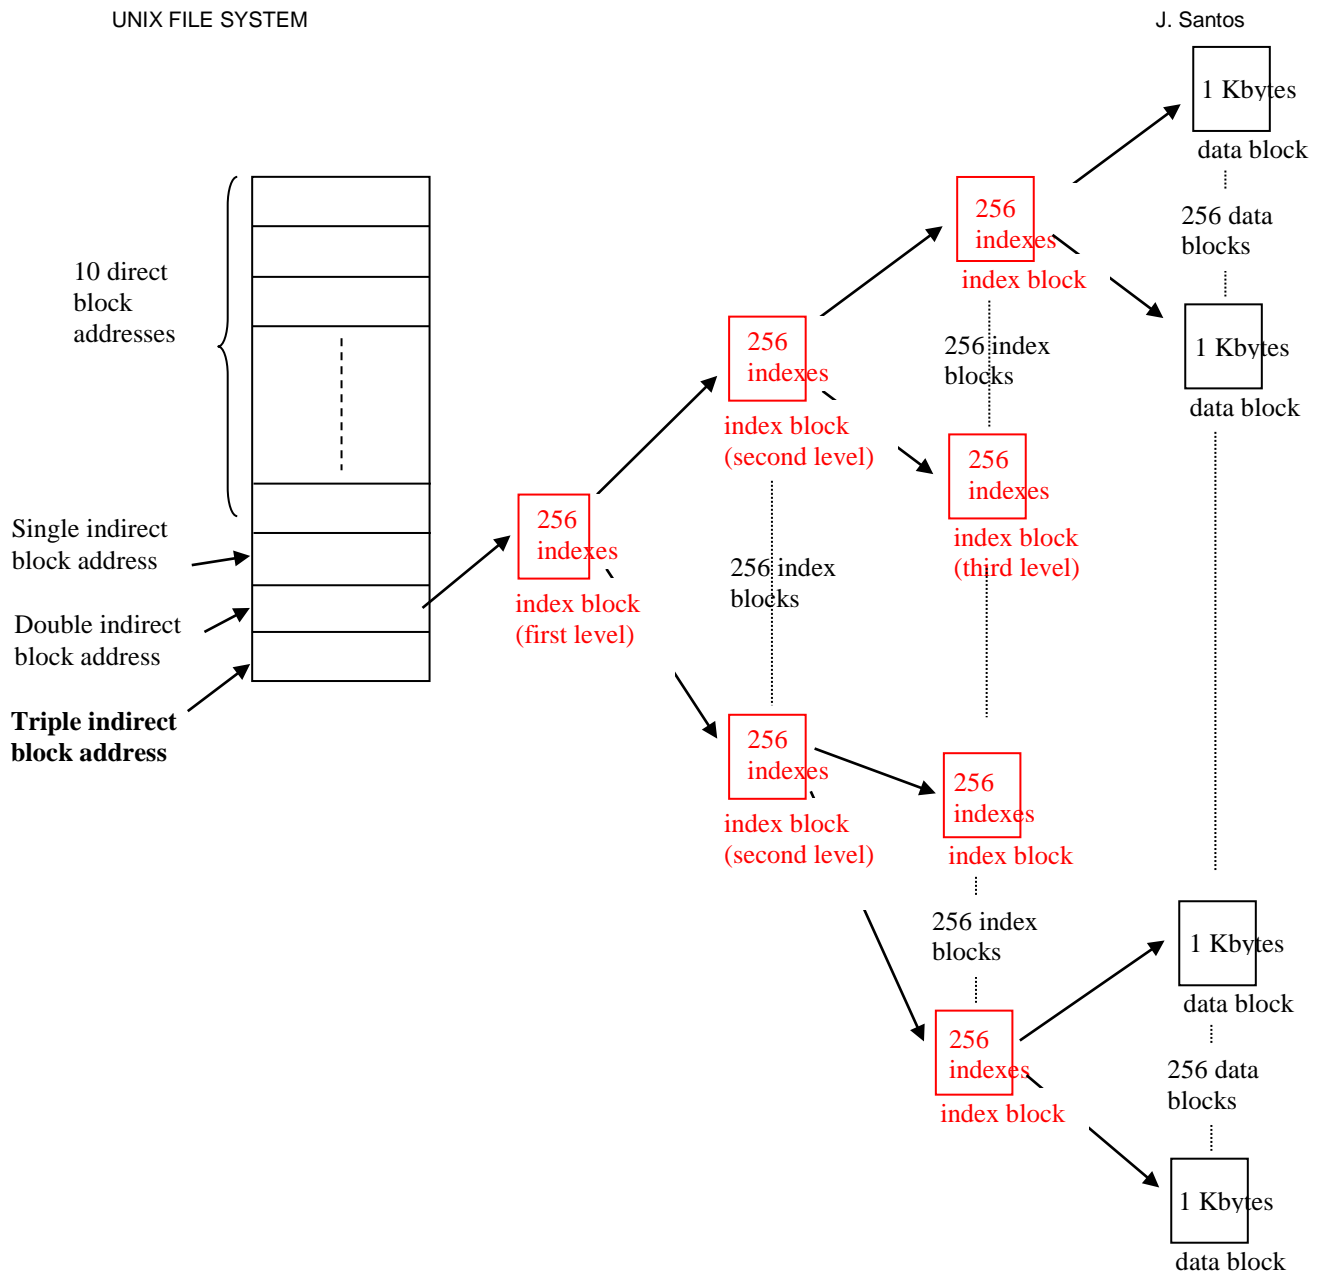 UNIX FILE SYSTEM
J. Santos
10 direct
block
addresses
Single indirect
block address
Double indirect
block address
Triple indirect
block address
256
indexes
index block
(first level)
256
indexes
index block
(second level)
256 index
blocks
256
indexes
index block
(second level)
256
indexes
index block
256 index
blocks
256
indexes
index block
(third level)
256
indexes
index block
256 index
blocks
256
indexes
index block
1 Kbytes
data block
256 data
blocks
1 Kbytes
data block
1 Kbytes
data block
256 data
blocks
1 Kbytes
data block